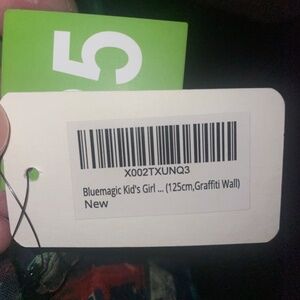 5
X002TXUNQ3
Bluemagic Kid's Girl ... (125cm,Graffiti Wall)
New